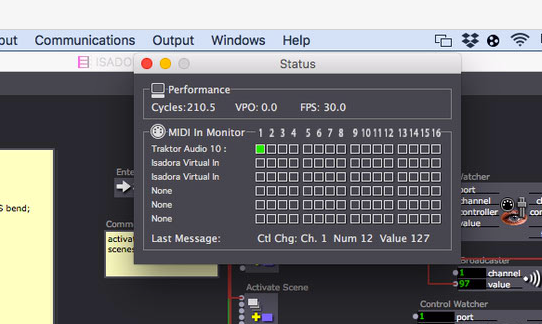 Communications Output Windows Help
ISADO
Status
Performance
Cycles:210.5 VPO: 0.0 FPS: 30.0
MIDI In Monitor 1 2 3 4 5 6 7 8 9 10 11 12 13 14 15 16
Traktor Audio 10 :
Isadora Virtual In
Isadora Virtual In
None
None
None
Last Message: Ctl Chg: Ch. 1 Num 12 Value 127
Ente
S bend;
Comm
activa
scenes
Activate Scene
Watcher
port
channel
controller
value
Broadcaster
1 channel
97 value
Control Watcher
1 port